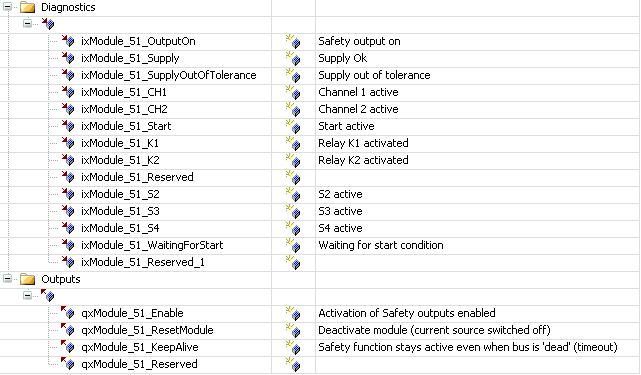 Diagnostics
ixModule_51_OutputOn Safety output on
ixModule_51_Supply Supply Ok
ixModule_51_SupplyOutOfTolerance Supply out of tolerance
ixModule_51_CH1 Channel 1 active
ixModule_51_CH2 Channel 2 active
ixModule_51_Start Start active
ixModule_51_K1 Relay K1 activated
ixModule_51_K2 Relay K2 activated
ixModule_51_Reserved
ixModule_51_S2 S2 active
ixModule_51_S3 S3 active
ixModule_51_S4 S4 active
ixModule_51_WaitingForStart Waiting for start condition
ixModule_51_Reserved_1
Outputs
qxModule_51_Enable Activation of Safety outputs enabled
qxModule_51_ResetModule Deactivate module (current source switched off)
qxModule_51_KeepAlive Safety function stays active even when bus is 'dead' (timeout)
qxModule_51_Reserved